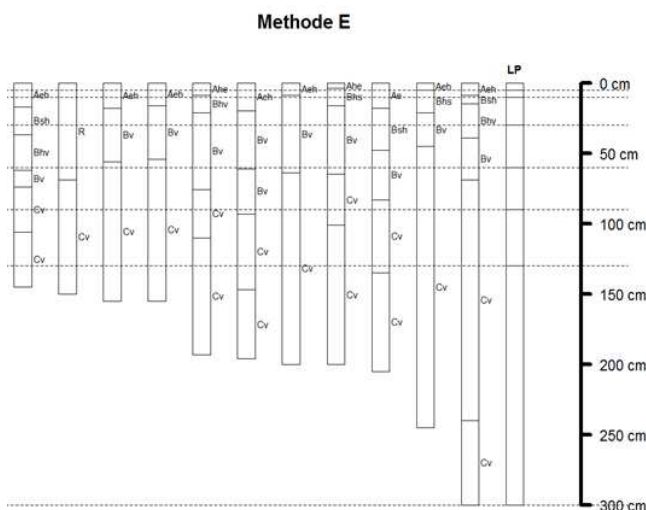 Methode E
Aeh
Bsh
Bhv
Bv
Cv
Cv
R
Cv
Aeh
Bv
Cv
Aeh
Bv
Cv
Ahe
Bhv
Bv
Cv
Cv
Aeh
Bv
Bv
Cv
Cv
Aeh
Bv
Cv
Ahe
Bhs
Bv
Cv
Cv
Ae
Bsh
Bv
Cv
Cv
Aeh
Bhs
Bv
Cv
Aeh
Bsh
Bhv
Bv
Cv
Cv
LP
0 cm
50 cm
100 cm
150 cm
200 cm
250 cm
300 cm